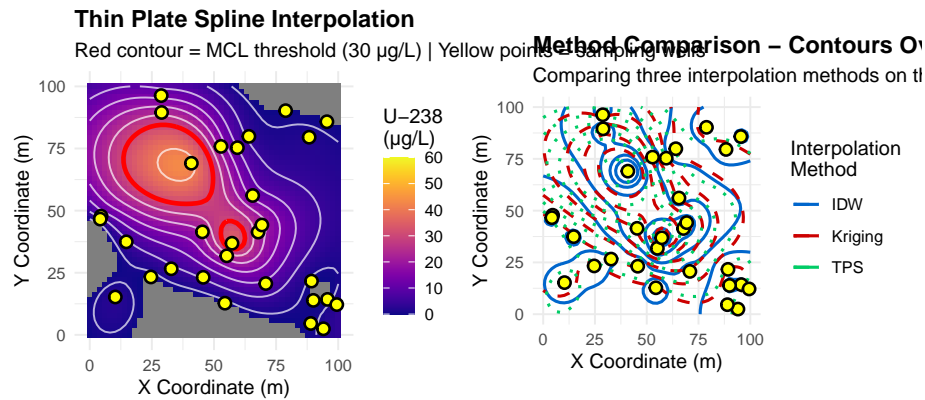 Thin Plate Spline Interpolation
Red contour = MCL threshold (30 µg/L) | Yellow points = sampling wells
100
75
50
25
0
0 25 50 75 100
X Coordinate (m)
Y Coordinate (m)
U−238
(µg/L)
60
50
40
30
20
10
0
Method Comparison − Contours
Comparing three interpolation methods on
100
75
50
25
0
0 25 50 75 100
X Coordinate (m)
Y Coordinate (m)
Interpolation
Method
IDW
Kriging
TPS